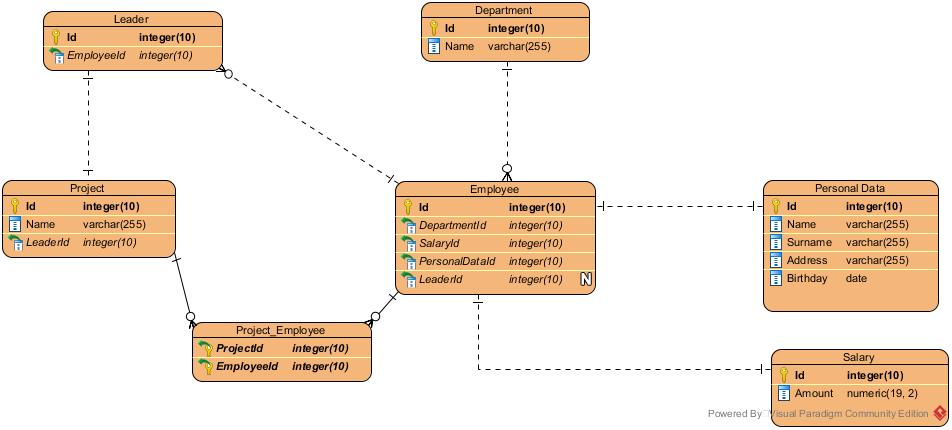 Leader
Id integer(10)
EmployeeId integer(10)
Department
Id integer(10)
Name varchar(255)
Project
Id integer(10)
Name varchar(255)
LeaderId integer(10)
Employee
Id integer(10)
DepartmentId integer(10)
SalaryId integer(10)
PersonalDataId integer(10)
LeaderId integer(10) N
Personal Data
Id integer(10)
Name varchar(255)
Surname varchar(255)
Address varchar(255)
Birthday date
Project_Employee
ProjectId integer(10)
EmployeeId integer(10)
Salary
Id integer(10)
Amount numeric(19, 2)
Powered By Visual Paradigm Community Edition